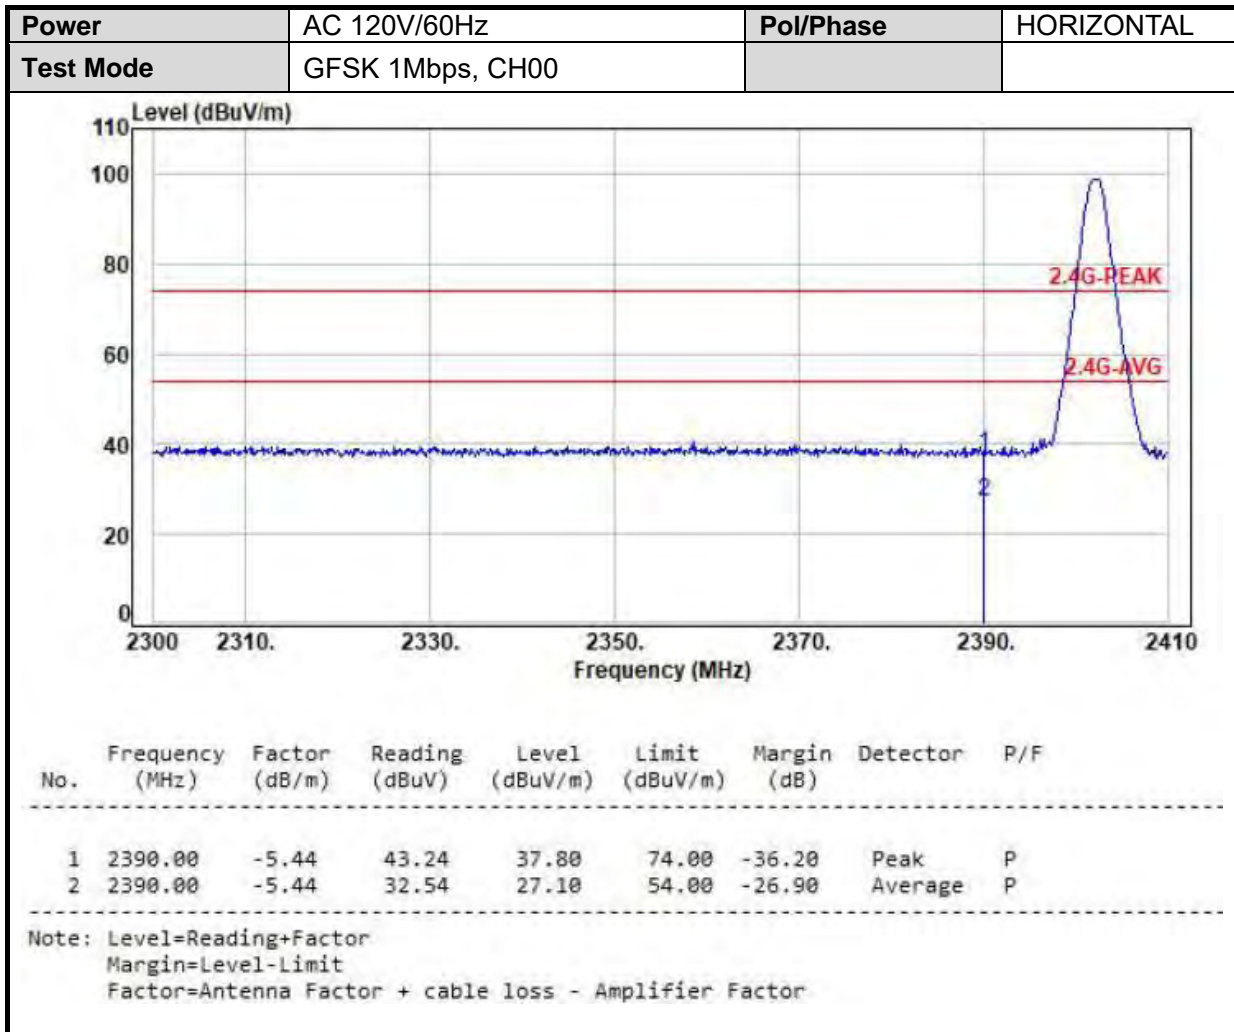 Power AC 120V/60Hz Pol/Phase HORIZONTAL
Test Mode GFSK 1Mbps, CH00
Level (dBuV/m)
110
100
80
2.4G-PEAK
60
2.4G-AVG
40
1
2
20
0
2300 2310. 2330. 2350. 2370. 2390. 2410
Frequency (MHz)
Frequency Factor Reading Level Limit Margin Detector P/F
No. (MHz) (dB/m) (dBuV) (dBuV/m) (dBuV/m) (dB)
1 2390.00 -5.44 43.24 37.80 74.00 -36.20 Peak P
2 2390.00 -5.44 32.54 27.10 54.00 -26.90 Average P
Note: Level=Reading+Factor
Margin=Level-Limit
Factor=Antenna Factor + cable loss - Amplifier Factor